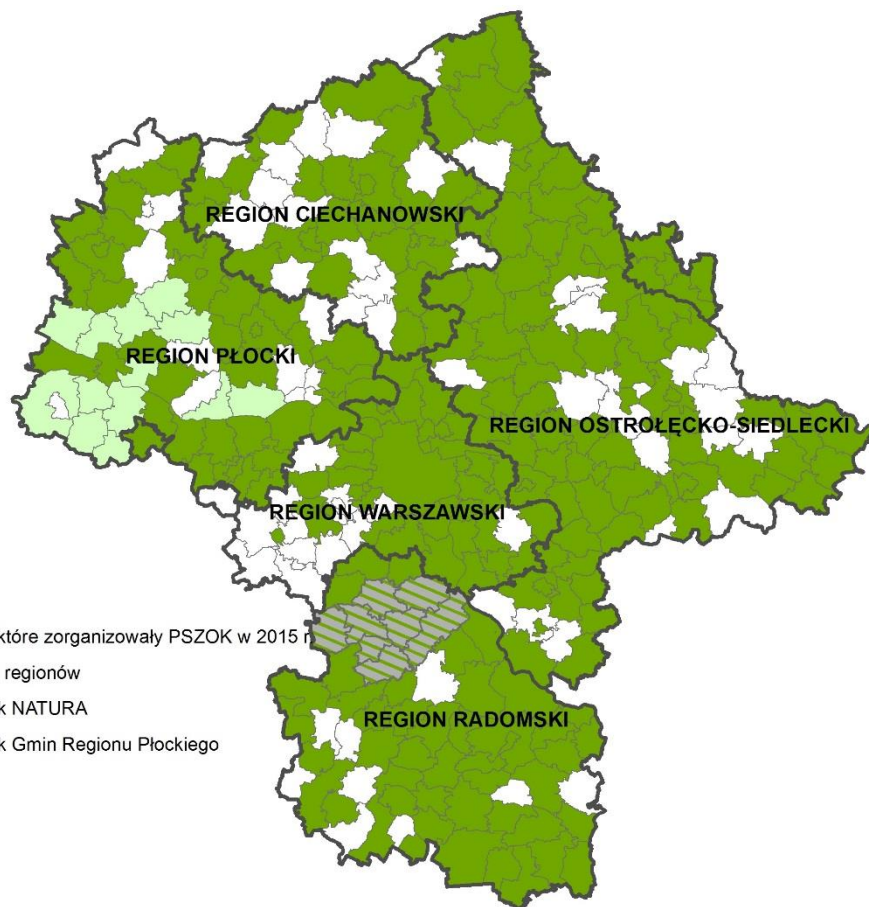 REGION CIECHANOWSKI
REGION PŁOCKI
REGION OSTROŁĘCKO-SIEDLECKI
REGION WARSZAWSKI
które zorganizowały PSZOK w 2015 r
regionów
k NATURA
k Gmin Regionu Płockiego
REGION RADOMSKI